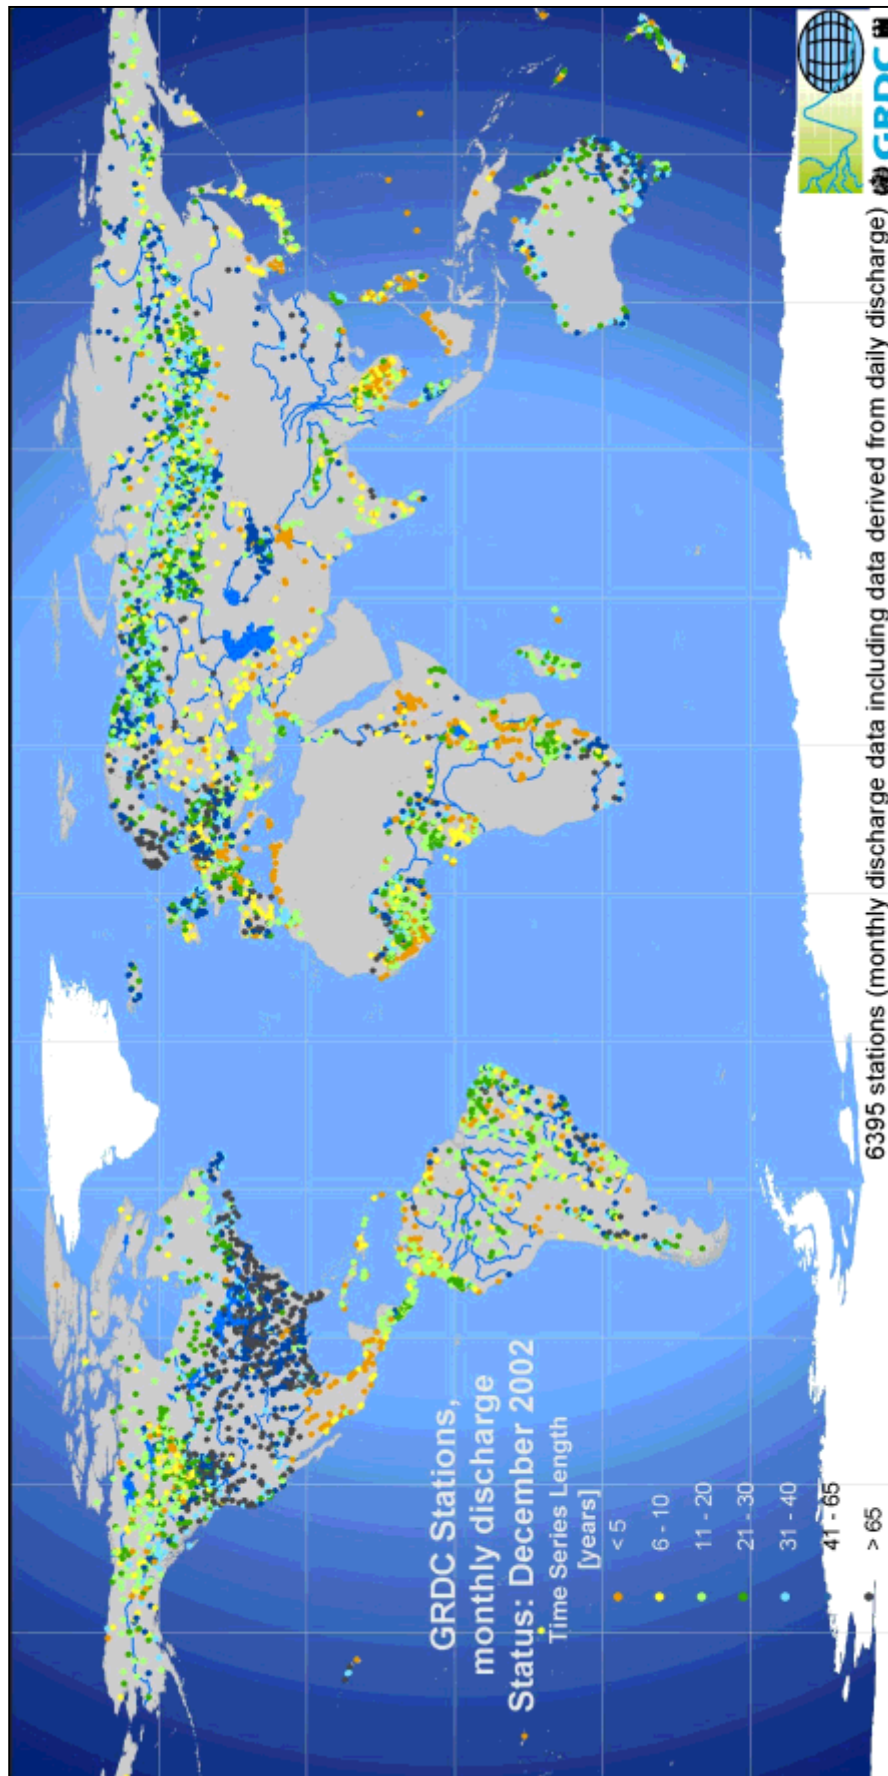 GRDC Stations,
monthly discharge
Status: December 2002
Time Series Length
[years]
< 5
6 - 10
11 - 20
21 - 30
31 - 40
41 - 65
> 65
6395 stations (monthly discharge data including data derived from daily discharge)
GRDC